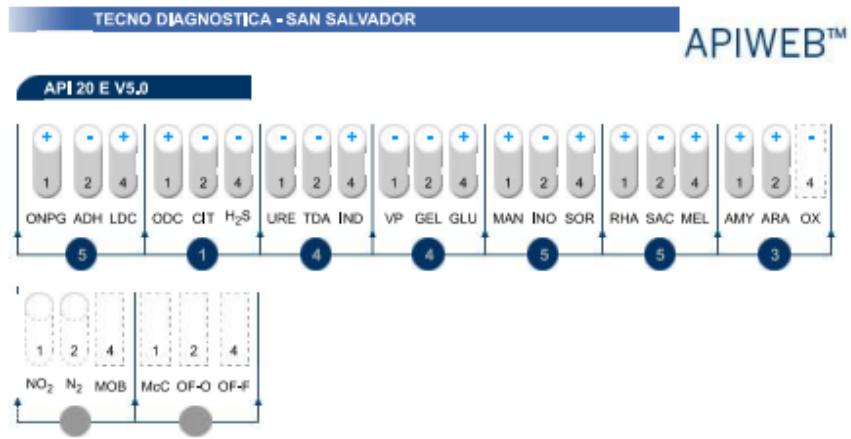 TECNO DIAGNOSTICA - SAN SALVADOR
APIWEB™
API 20 E V5.0
+ - + + - - - - + - - + + - + + - + + + -
1 2 4 1 2 4 1 2 4 1 2 4 1 2 4 1 2 4 1 2 4
ONPG ADH LDC ODC CIT H₂S URE TDA IND VP GEL GLU MAN INO SOR RHA SAC MEL AMY ARA OX
5 1 4 4 5 5 3
1 2 4 1 2 4
NO₂ N₂ MOB McC OF-O OF-F